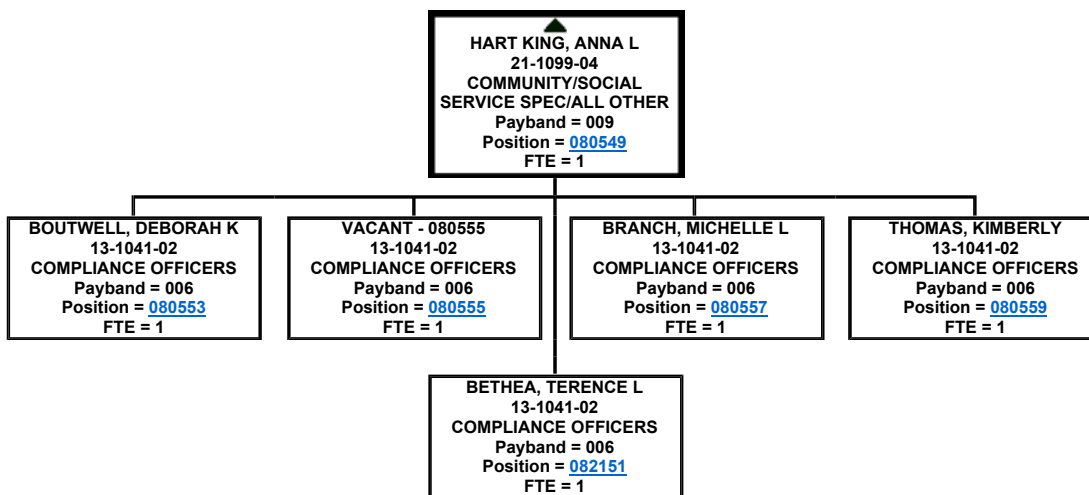 HART KING, ANNA L
21-1099-04
COMMUNITY/SOCIAL
SERVICE SPEC/ALL OTHER
Payband = 009
Position = 080549
FTE = 1
BOUTWELL, DEBORAH K
13-1041-02
COMPLIANCE OFFICERS
Payband = 006
Position = 080553
FTE = 1
VACANT - 080555
13-1041-02
COMPLIANCE OFFICERS
Payband = 006
Position = 080555
FTE = 1
BRANCH, MICHELLE L
13-1041-02
COMPLIANCE OFFICERS
Payband = 006
Position = 080557
FTE = 1
THOMAS, KIMBERLY
13-1041-02
COMPLIANCE OFFICERS
Payband = 006
Position = 080559
FTE = 1
BETHEA, TERENCE L
13-1041-02
COMPLIANCE OFFICERS
Payband = 006
Position = 082151
FTE = 1